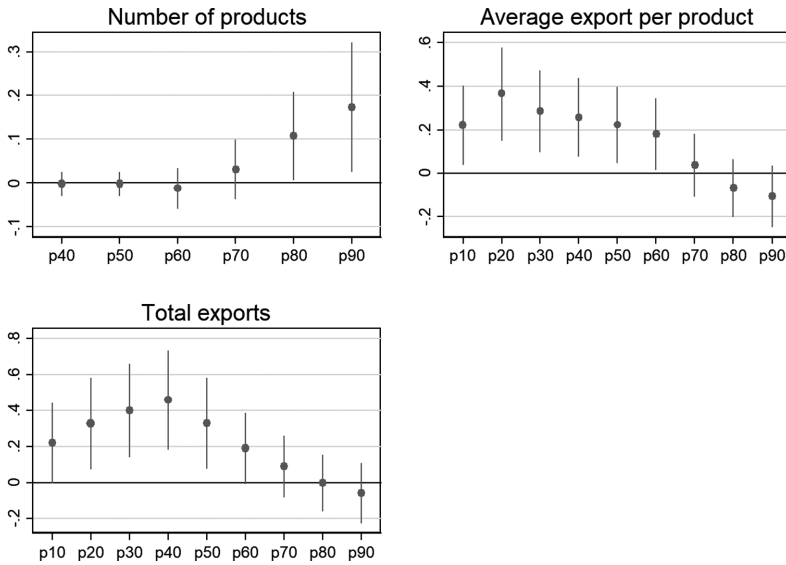 Number of products
.3
.2
.1
0
-.1
p40 p50 p60 p70 p80 p90
Average export per product
.6
.4
.2
0
-.2
p10 p20 p30 p40 p50 p60 p70 p80 p90
Total exports
.8
.6
.4
.2
0
-.2
p10 p20 p30 p40 p50 p60 p70 p80 p90